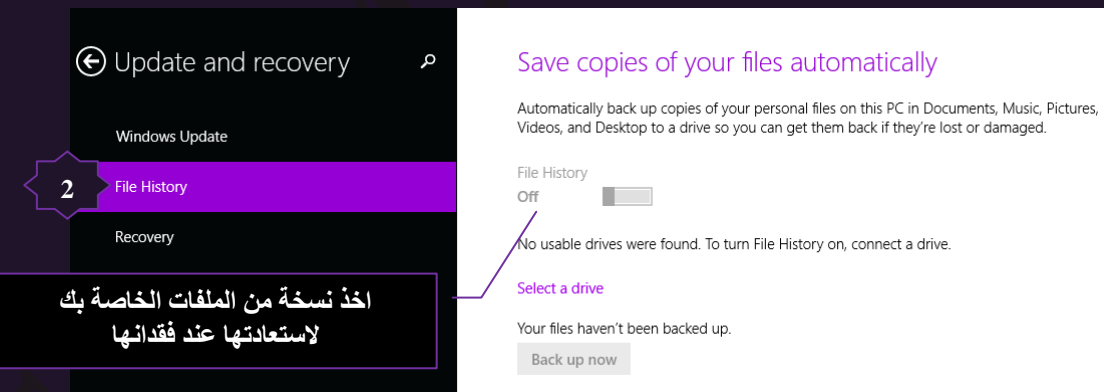 Update and recovery
Windows Update
2
File History
Recovery
اخذ نسخة من الملفات الخاصة بك
لاستعادتها عند فقدانها
Save copies of your files automatically
Automatically back up copies of your personal files on this PC in Documents, Music, Pictures,
Videos, and Desktop to a drive so you can get them back if they're lost or damaged.
File History
Off
No usable drives were found. To turn File History on, connect a drive.
Select a drive
Your files haven't been backed up.
Back up now